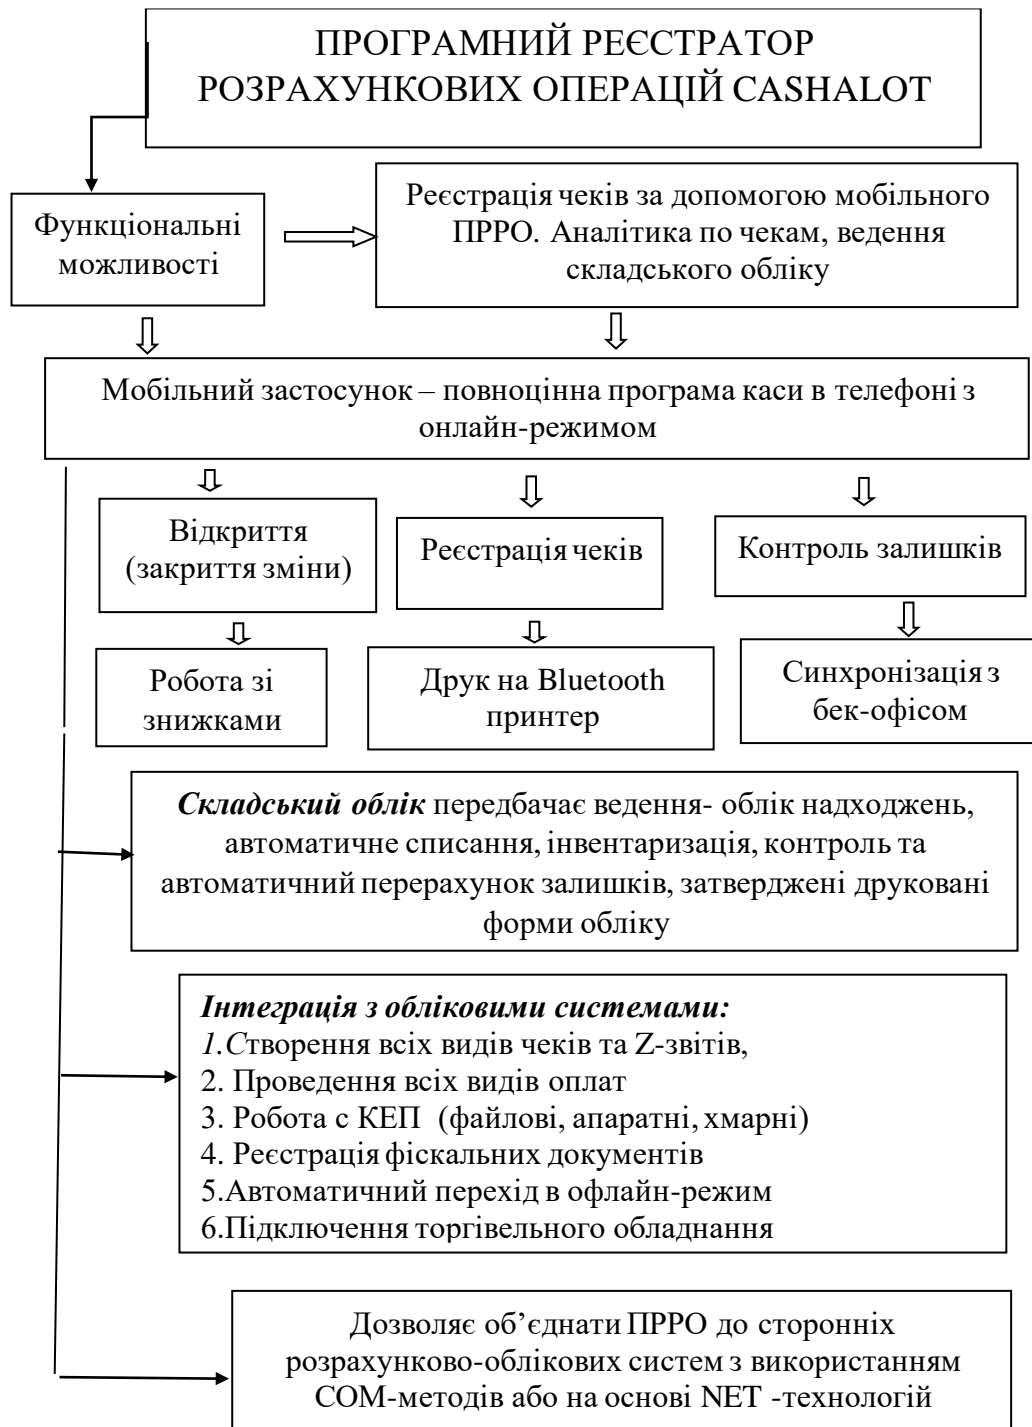 ПРОГРАМНИЙ РЕЄСТРАТОР
РОЗРАХУНКОВИХ ОПЕРАЦІЙ CASHALOT
Функціональні
можливості
Реєстрація чеків за допомогою мобільного
ПРРО. Аналітика по чекам, ведення
складського обліку
Мобільний застосунок – повноцінна програма каси в телефоні з
онлайн-режимом
Відкриття
(закриття зміни)
Реєстрація чеків
Контроль залишків
Робота зі
знижками
Друк на Bluetooth
принтер
Синхронізація з
бек-офісом
Складський облік передбачає ведення- облік надходжень,
автоматичне списання, інвентаризація, контроль та
автоматичний перерахунок залишків, затверджені друковані
форми обліку
Інтеграція з обліковими системами:
1.Створення всіх видів чеків та Z-звітів,
2. Проведення всіх видів оплат
3. Робота с КЕП (файлові, апаратні, хмарні)
4. Реєстрація фіскальних документів
5.Автоматичний перехід в офлайн-режим
6.Підключення торгівельного обладнання
Дозволяє об’єднати ПРРО до сторонніх
розрахунково-облікових систем з використанням
COM-методів або на основі NET -технологій